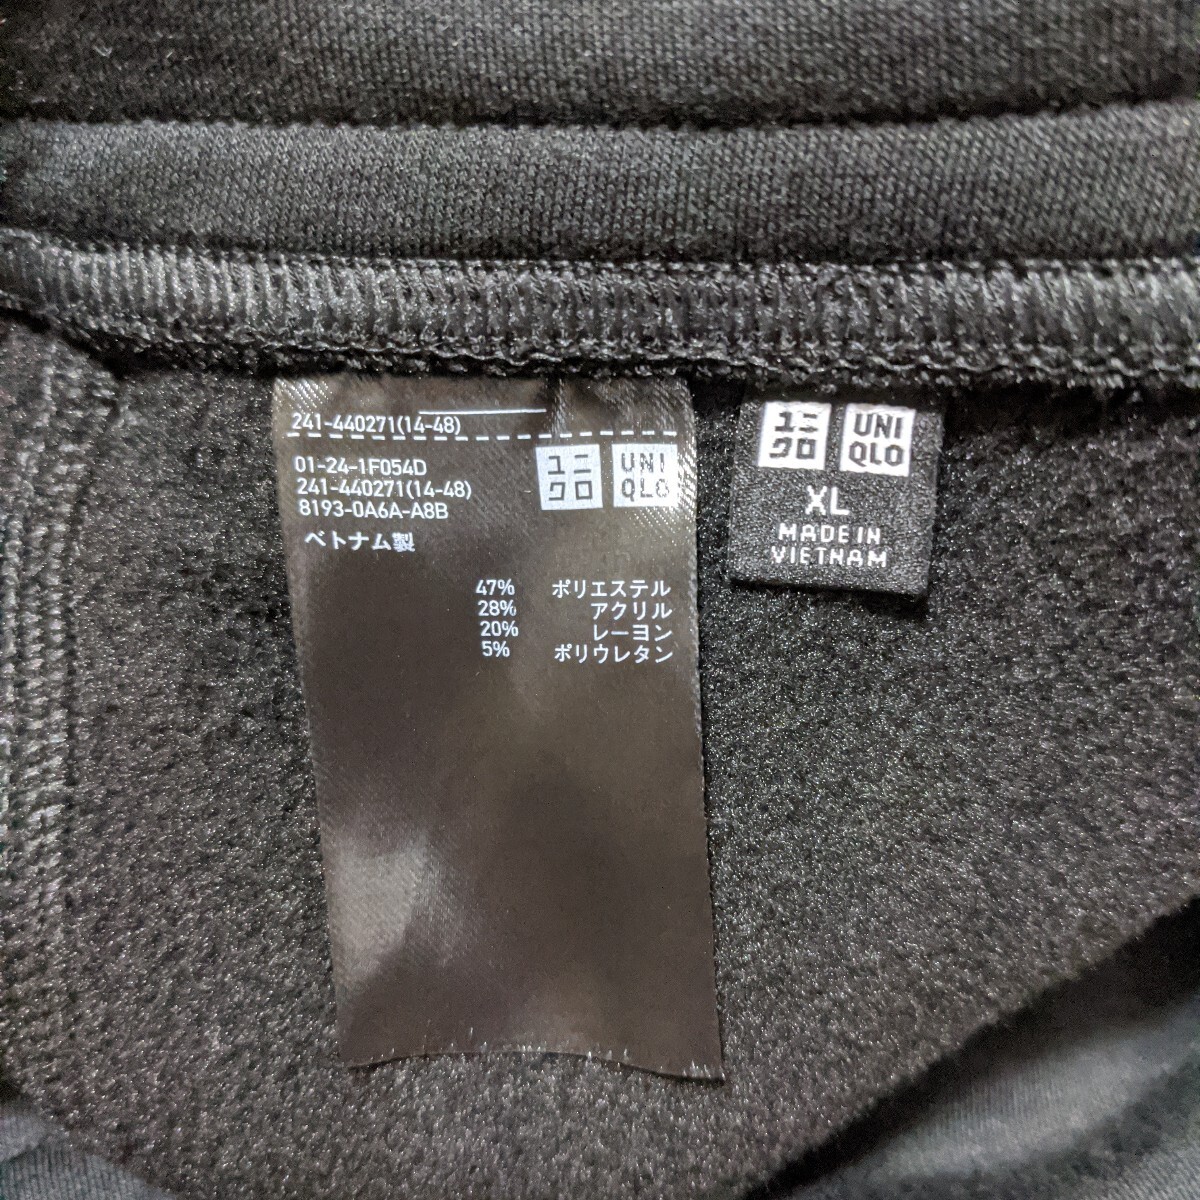 241-440271(14-48)
01-24-1F054D
241-440271(14-48)
8193-0A6A-A8B
ベトナム製
ユニ
クロ
UNI
QLO
47% ポリエステル
28% アクリル
20% レーヨン
5% ポリウレタン
ユニ
クロ
UNI
QLO
XL
MADE IN
VIETNAM